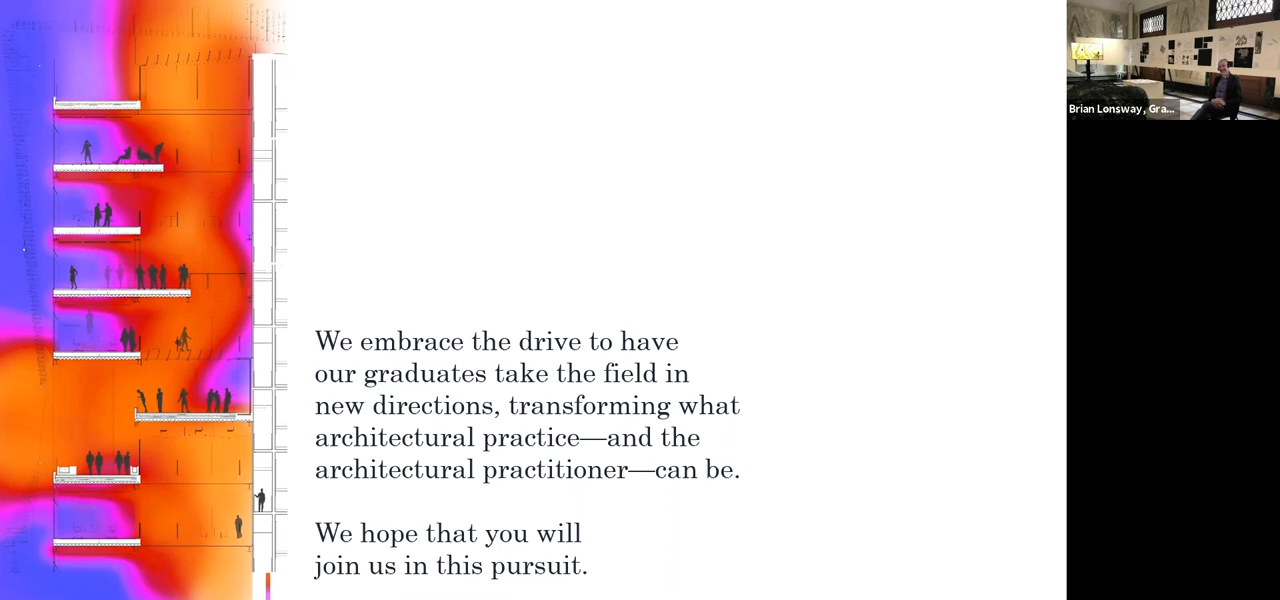 We embrace the drive to have
our graduates take the field in
new directions, transforming what
architectural practice—and the
architectural practitioner—can be.
We hope that you will
join us in this pursuit.
Brian Lonsway, Gra...